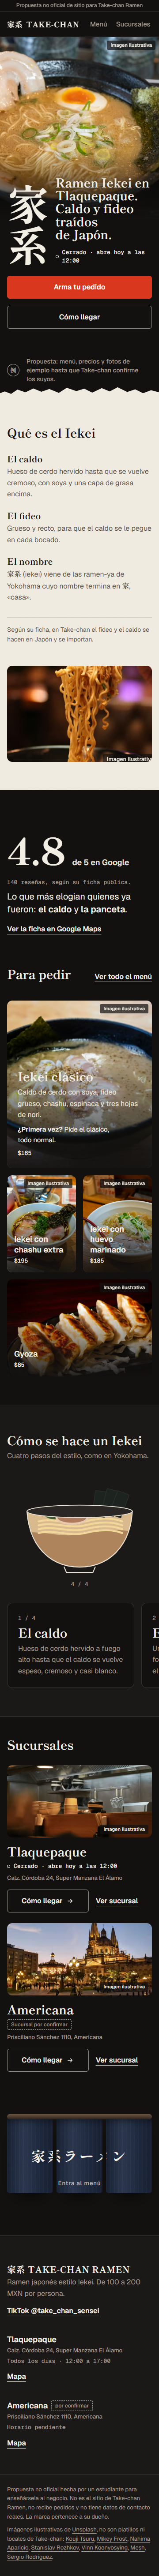 Propuesta no oficial de sitio para Take-chan Ramen
家系 TAKE-CHAN
Menú
Sucursales
Imagen ilustrativa
家系
Ramen Iekei en
Tlaquepaque.
Caldo y fideo
traídos
de Japón.
Cerrado · abre hoy a las
12:00
Arma tu pedido
Cómo llegar
Propuesta: menú, precios y fotos de
ejemplo hasta que Take-chan confirme
los suyos.
Qué es el Iekei
El caldo
Hueso de cerdo hervido hasta que se vuelve
cremoso, con soya y una capa de grasa
encima.
El fideo
Grueso y recto, para que el caldo se le pegue
en cada bocado.
El nombre
家系 (iekei) viene de las ramen-ya de
Yokohama cuyo nombre termina en 家,
«casa».
Según su ficha, en Take-chan el fideo y el caldo se
hacen en Japón y se importan.
Imagen ilustrativa
4.8 de 5 en Google
140 reseñas, según su ficha pública.
Lo que más elogian quienes ya
fueron: el caldo y la panceta.
Ver la ficha en Google Maps
Para pedir
Ver todo el menú
Imagen ilustrativa
Iekei clásico
Caldo de cerdo con soya, fideo
grueso, chashu, espinaca y tres hojas
de nori.
¿Primera vez? Pide el clásico,
todo normal.
$165
Imagen ilustrativa
Iekei con
chashu extra
$195
Imagen ilustrativa
Iekei con
huevo
marinado
$185
Imagen ilustrativa
Gyoza
$85
Cómo se hace un Iekei
Cuatro pasos del estilo, como en Yokohama.
4 / 4
1 / 4
El caldo
Hueso de cerdo hervido a fuego
alto hasta que el caldo se vuelve
espeso, cremoso y casi blanco.
2
Sucursales
Imagen ilustrativa
Tlaquepaque
Cerrado · abre hoy a las 12:00
Calz. Córdoba 24, Super Manzana El Álamo
Cómo llegar →
Ver sucursal
Imagen ilustrativa
Americana
Sucursal por confirmar
Prisciliano Sánchez 1110, Americana
Cómo llegar →
Ver sucursal
家系ラーメン
Entra al menú
家系 TAKE-CHAN RAMEN
Ramen japonés estilo Iekei. De 100 a 200
MXN por persona.
TikTok @take_chan_sensei
Tlaquepaque
Calz. Córdoba 24, Super Manzana El Álamo
Todos los días · 12:00 a 17:00
Mapa
Americana
por confirmar
Prisciliano Sánchez 1110, Americana
Horario pendiente
Mapa
Propuesta no oficial hecha por un estudiante para
enseñársela al negocio. No es el sitio de Take-chan
Ramen, no recibe pedidos y no tiene datos de contacto
reales. La marca pertenece a su dueño.
Imágenes ilustrativas de Unsplash, no son platillos ni
locales de Take-chan: Kouji Tsuru, Mikey Frost, Nahima
Aparicio, Stanislav Rozhkov, Viinn Koonyosying, Mesh,
Sergio Rodríguez.